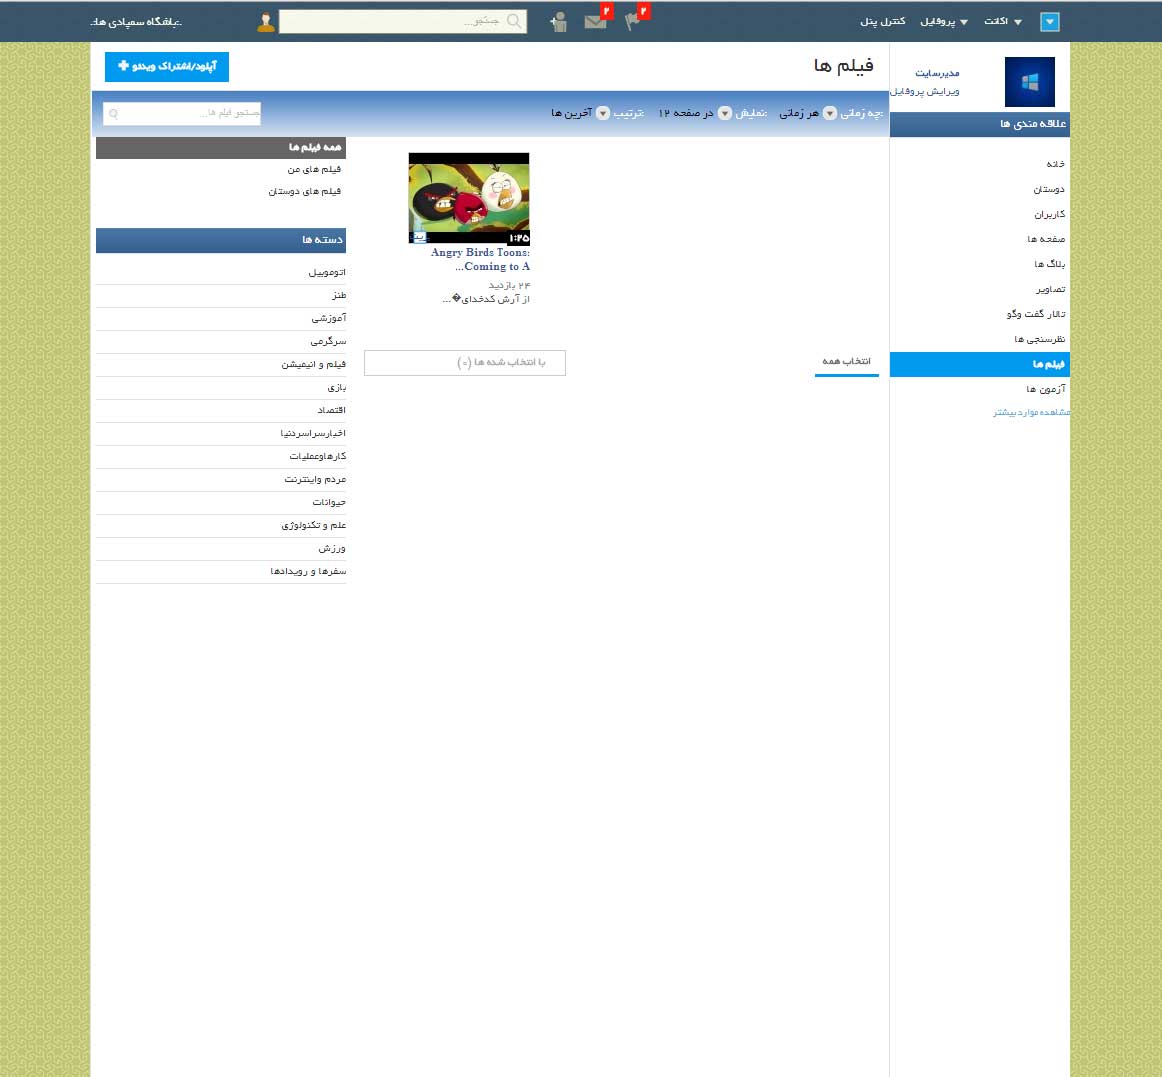 اکانت
پروفایل
کنترل پنل
۲
۲
جستجو...
.:باشگاه سمپادی ها:.
مدیرسایت
ویرایش پروفایل
علاقه مندی ها
خانه
دوستان
کاربران
صفحه ها
بلاگ ها
تصاویر
تالار گفت وگو
نظرسنجی ها
فیلم ها
آزمون ها
مشاهده موارد بیشتر
فیلم ها
آپلود/اشتراک ویدئو
چه زمانی: هر زمانی نمایش: ۱۲ در صفحه ترتیب: آخرین ها
جستجو فیلم ها...
۱:۲۵
Angry Birds Toons:
Coming to A...
۲۴ بازدید
از آرش کدخدای�...
انتخاب همه
با انتخاب شده ها (۰)
همه فیلم ها
فیلم های من
فیلم های دوستان
دسته ها
اتوموبیل
طنز
آموزشی
سرگرمی
فیلم و انیمیشن
بازی
اقتصاد
اخبارسراسردنیا
کارهاوعملیات
مردم واینترنت
حیوانات
علم و تکنولوژی
ورزش
سفرها و رویدادها